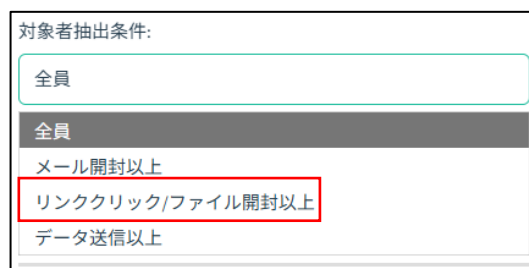 対象者抽出条件:
全員
全員
メール開封以上
リンククリック/ファイル開封以上
データ送信以上